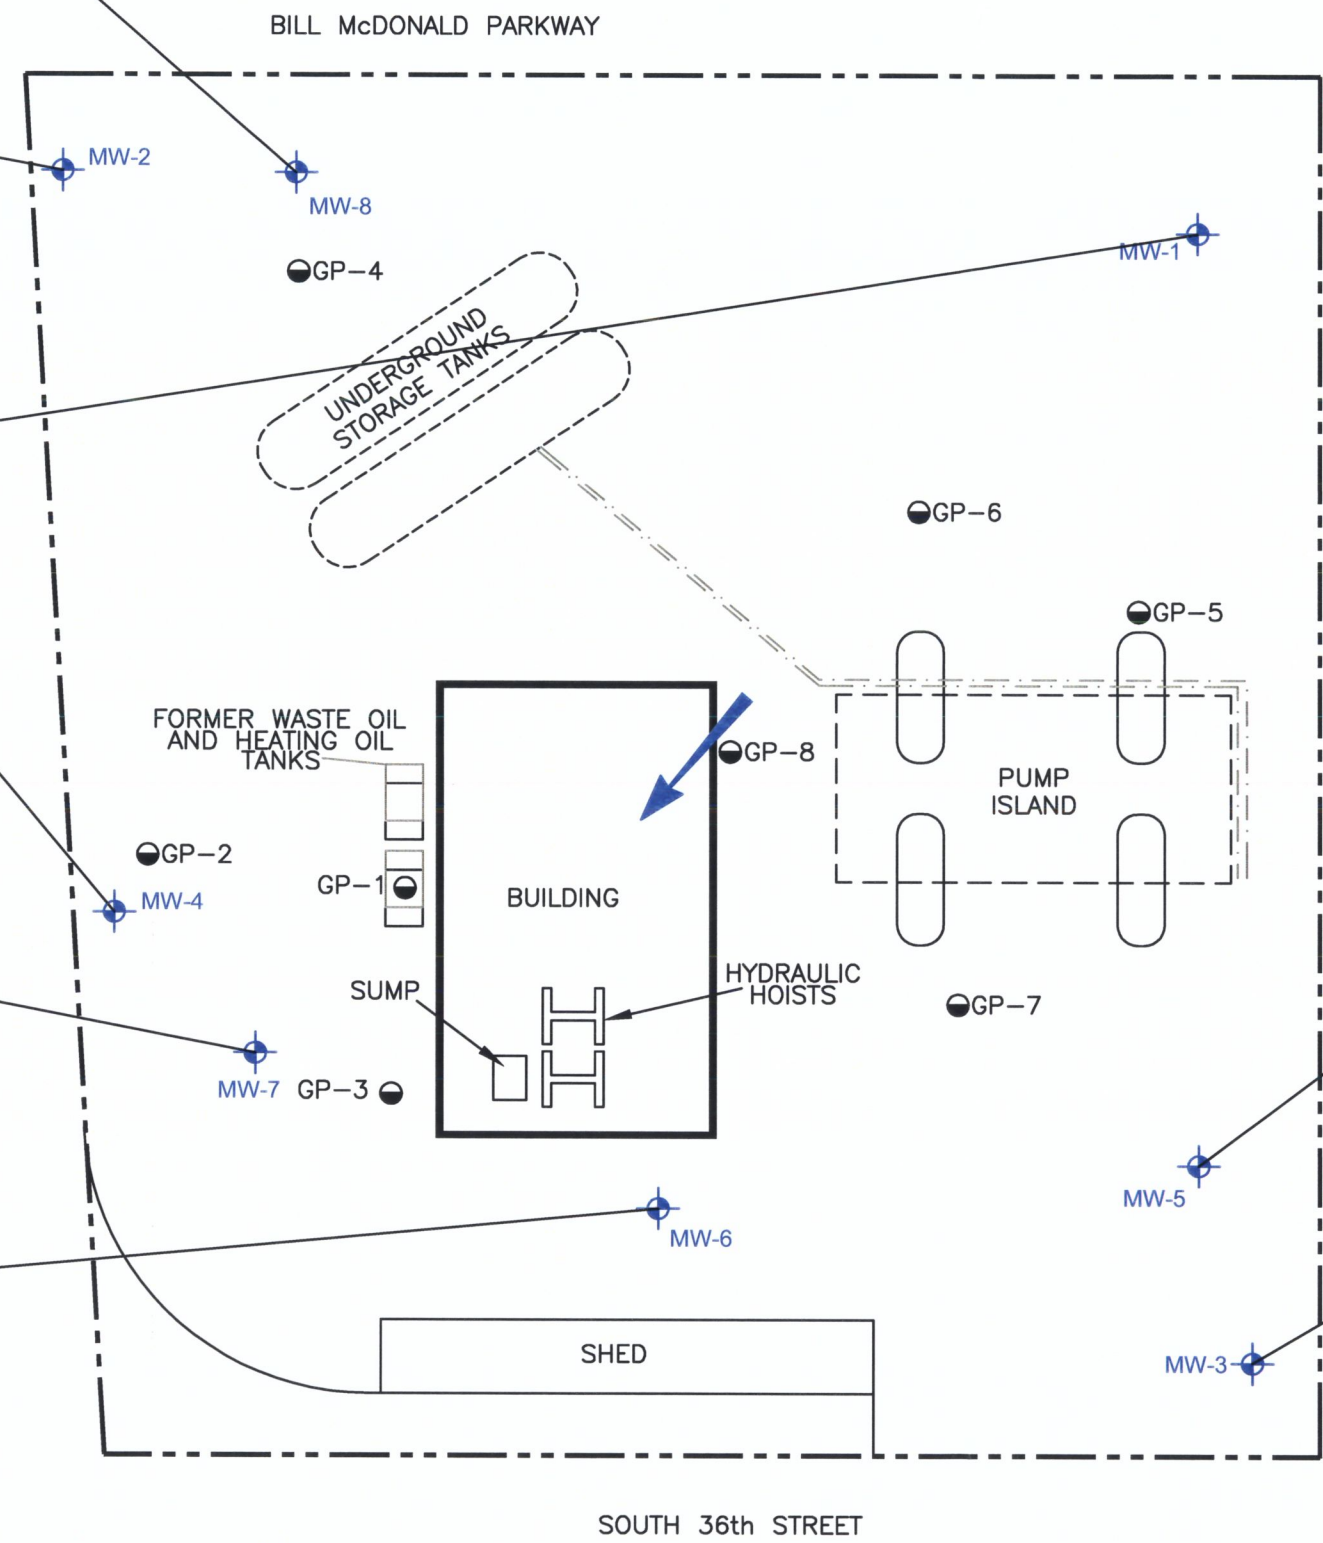 BILL McDONALD PARKWAY
MW-2
MW-8
MW-1
GP-4
UNDERGROUND
STORAGE TANKS
GP-6
GP-5
FORMER WASTE OIL
AND HEATING OIL
TANKS
GP-8
PUMP
ISLAND
GP-2
GP-1
MW-4
BUILDING
SUMP
HYDRAULIC
HOISTS
GP-7
MW-7
GP-3
MW-5
MW-6
SHED
MW-3
SOUTH 36th STREET